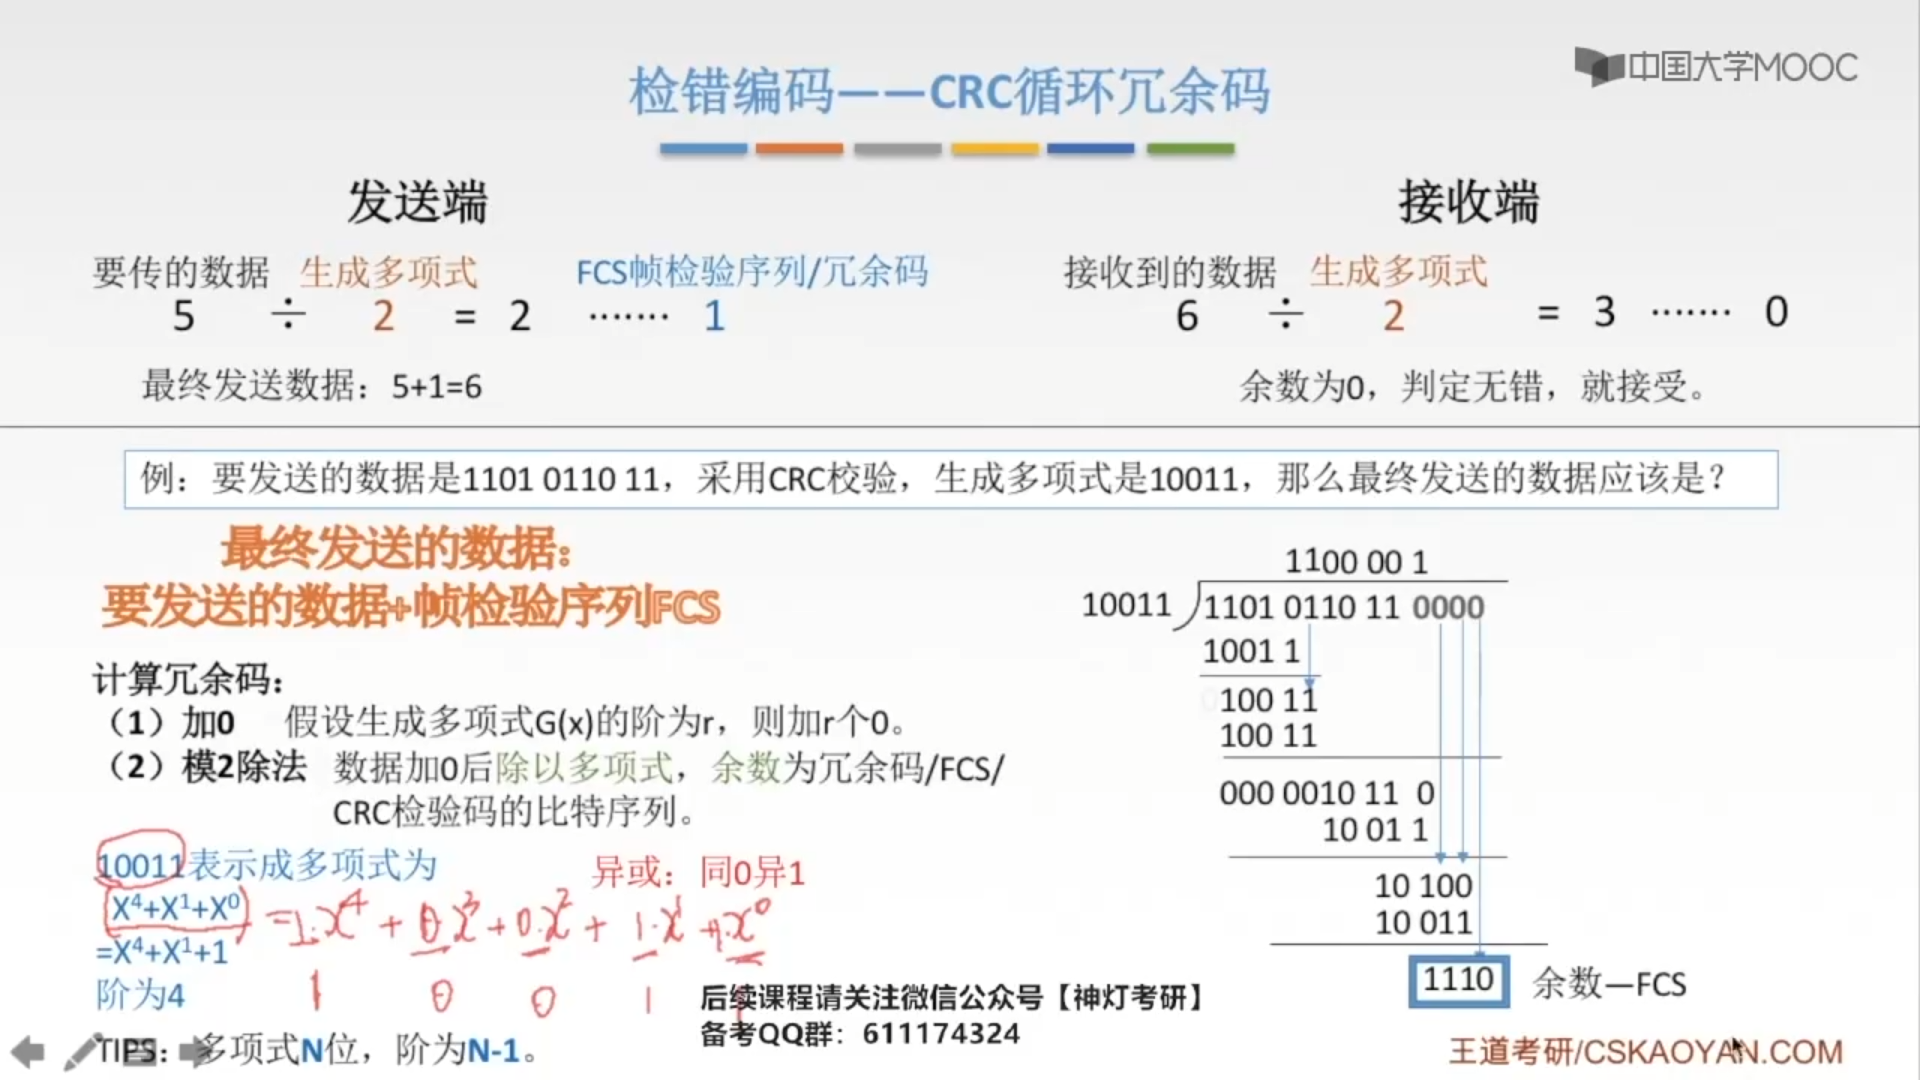 中国大学MOOC
检错编码——CRC循环冗余码
发送端
接收端
要传的数据 生成多项式 FCS帧检验序列/冗余码
5 ÷ 2 = 2 ······· 1
最终发送数据：5+1=6
接收到的数据 生成多项式
6 ÷ 2 = 3 ······· 0
余数为0，判定无错，就接受。
例：要发送的数据是1101 0110 11，采用CRC校验，生成多项式是10011，那么最终发送的数据应该是？
最终发送的数据：
要发送的数据+帧检验序列FCS
计算冗余码：
（1）加0 假设生成多项式G(x)的阶为r，则加r个0。
（2）模2除法 数据加0后除以多项式，余数为冗余码/FCS/
CRC检验码的比特序列。
10011表示成多项式为
异或：同0异1
X⁴+X¹+X⁰ =1·x⁴ + 0x³+0·x²+ 1·x¹ +1·x⁰
=X⁴+X¹+1
阶为4
1 0 0 1 1
TIPS：多项式N位，阶为N-1。
1100 00 1
10011
1101 0110 11 0000
1001 1
0100 11
100 11
000 0010 11 0
10 01 1
10 100
10 011
1110 余数—FCS
后续课程请关注微信公众号【神灯考研】
备考QQ群：611174324
王道考研/CSKAOYAN.COM